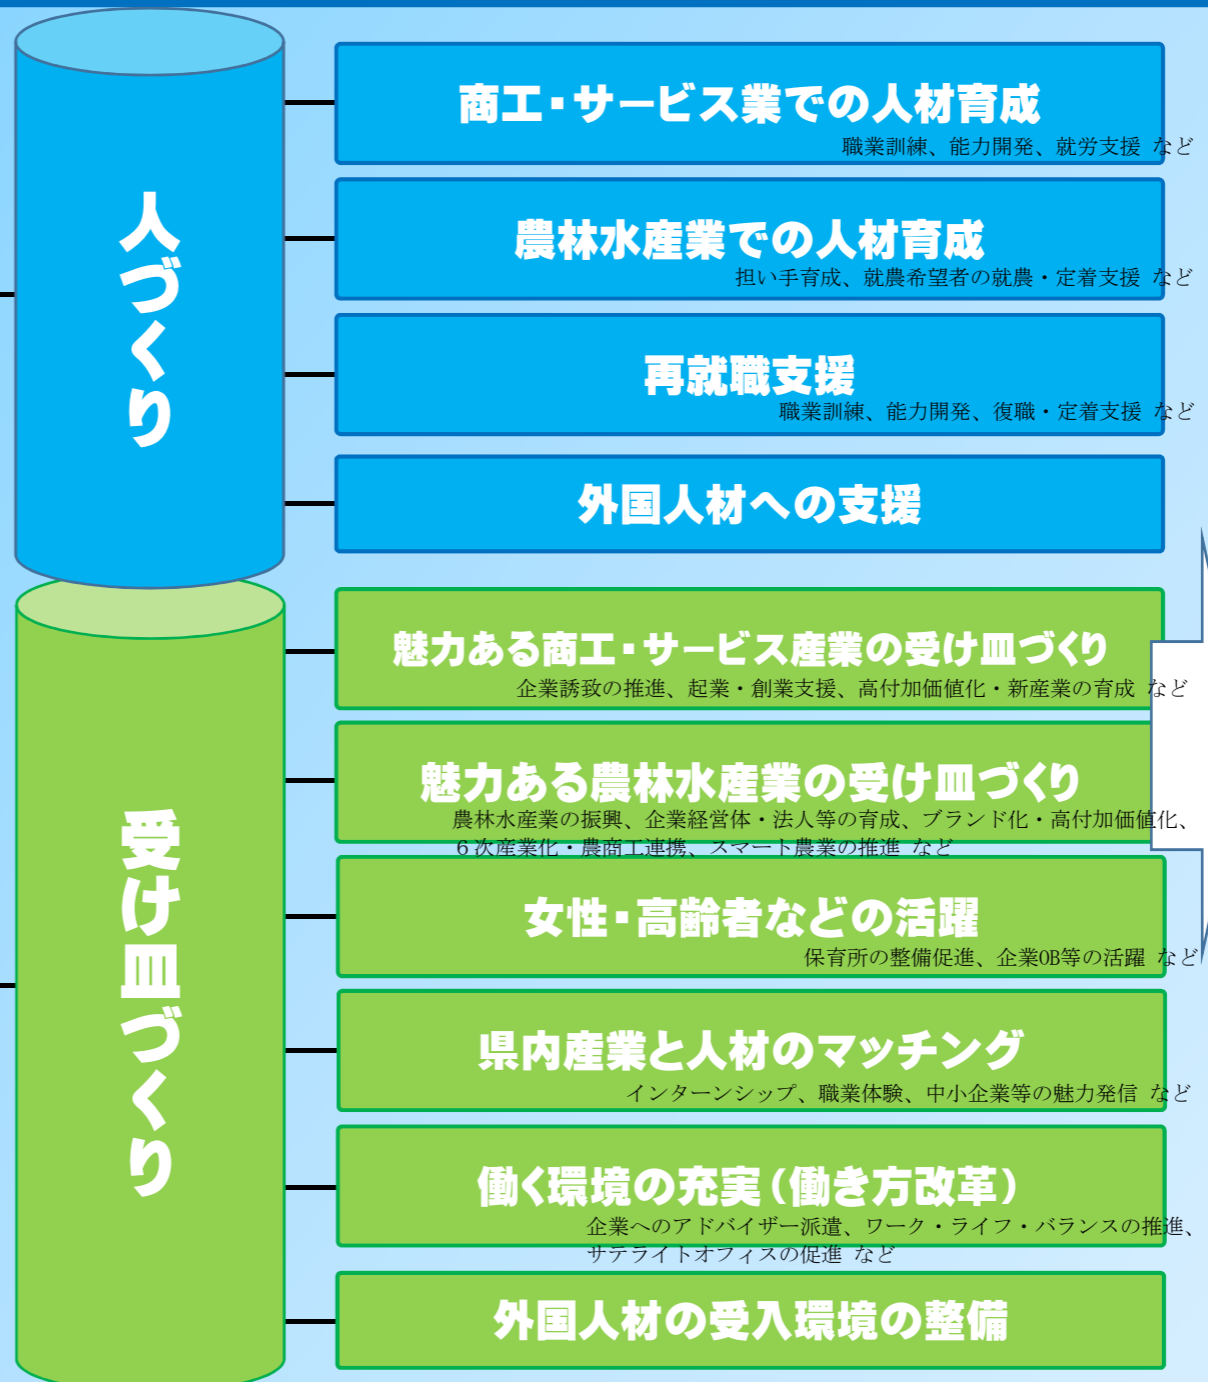 人づくり
商工・サービス業での人材育成
職業訓練、能力開発、就労支援 など
農林水産業での人材育成
担い手育成、就農希望者の就農・定着支援 など
再就職支援
職業訓練、能力開発、復職・定着支援 など
外国人材への支援
受け皿づくり
魅力ある商工・サービス産業の受け皿づくり
企業誘致の推進、起業・創業支援、高付加価値化・新産業の育成 など
魅力ある農林水産業の受け皿づくり
農林水産業の振興、企業経営体・法人等の育成、ブランド化・高付加価値化、
６次産業化・農商工連携、スマート農業の推進 など
女性・高齢者などの活躍
保育所の整備促進、企業OB等の活躍 など
県内産業と人材のマッチング
インターンシップ、職業体験、中小企業等の魅力発信 など
働く環境の充実（働き方改革）
企業へのアドバイザー派遣、ワーク・ライフ・バランスの推進、
サテライトオフィスの促進 など
外国人材の受入環境の整備